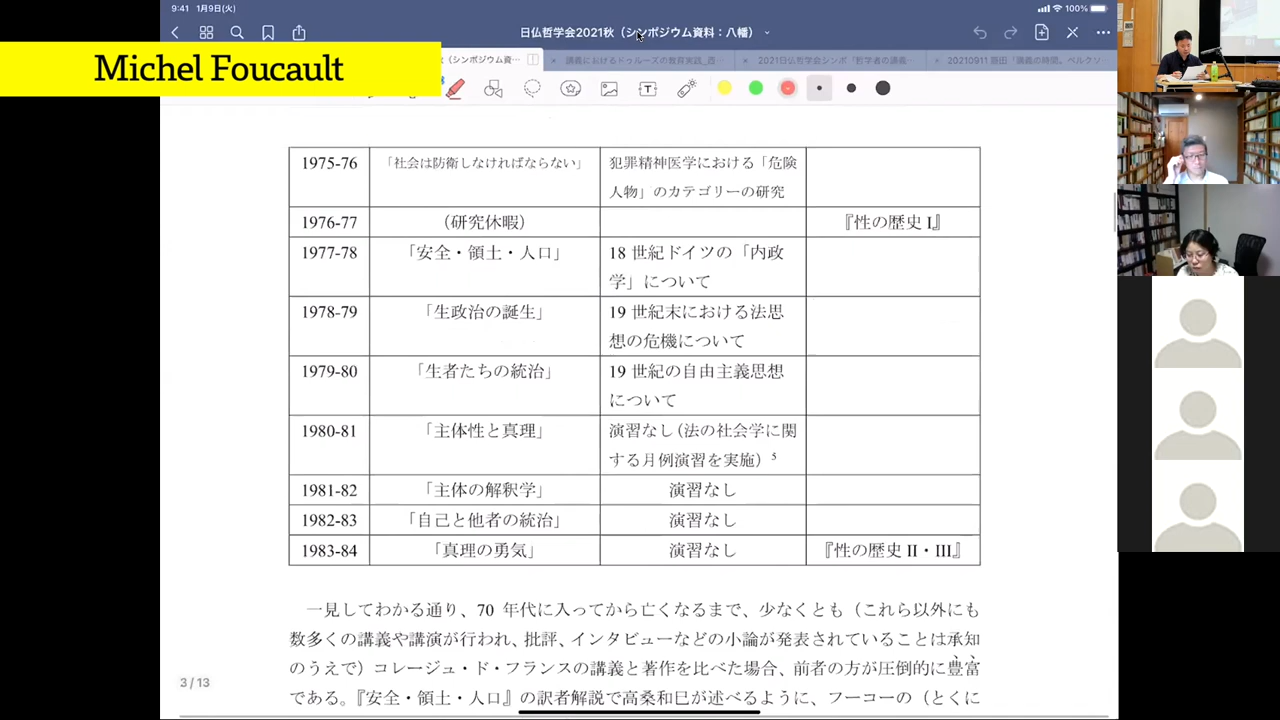 9:41 1月9日(火)
100%
日仏哲学会2021秋（シンポジウム資料：八幡）
Michel Foucault
（シンポジウム資…
講義におけるドゥルーズの教育実践_西…
2021日仏哲学会シンポ「哲学者の講義…
20210911 飯田「講義の時間。ベルクソ…
1975-76 「社会は防衛しなければならない」 犯罪精神医学における「危険
人物」のカテゴリーの研究
1976-77 （研究休暇） 『性の歴史 I』
1977-78 「安全・領土・人口」 18 世紀ドイツの「内政
学」について
1978-79 「生政治の誕生」 19 世紀末における法思
想の危機について
1979-80 「生者たちの統治」 19 世紀の自由主義思想
について
1980-81 「主体性と真理」 演習なし（法の社会学に関
する月例演習を実施）5
1981-82 「主体の解釈学」 演習なし
1982-83 「自己と他者の統治」 演習なし
1983-84 「真理の勇気」 演習なし 『性の歴史 II・III』
一見してわかる通り、70 年代に入ってから亡くなるまで、少なくとも（これら以外にも
数多くの講義や講演が行われ、批評、インタビューなどの小論が発表されていることは承知
のうえで）コレージュ・ド・フランスの講義と著作を比べた場合、前者の方が圧倒的に豊富
である。『安全・領土・人口』の訳者解説で高桑和巳が述べるように、フーコーの（とくに
3 / 13